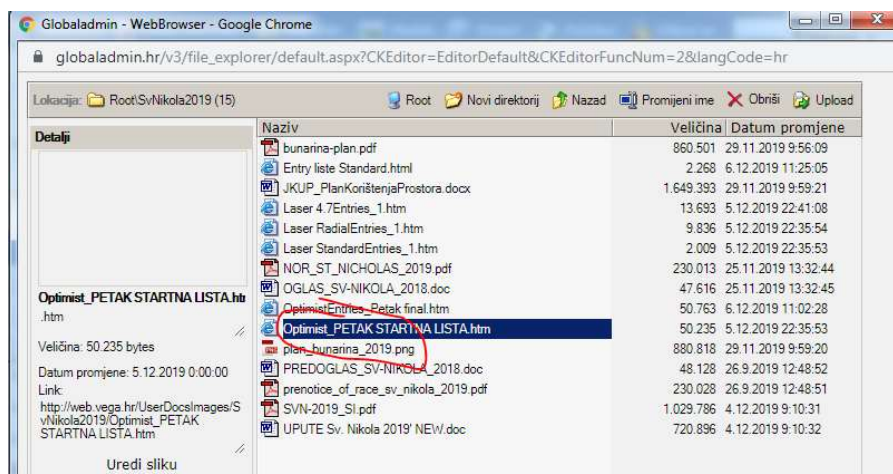 Globaladmin - WebBrowser - Google Chrome
globaladmin.hr/v3/file_explorer/default.aspx?CKEditor=EditorDefault&CKEditorFuncNum=2&langCode=hr
Lokacija: Root\SvNikola2019 (15) Root Novi direktorij Nazad Promijeni ime Obriši Upload
Detalji
Optimist_PETAK STARTNA LISTA.ht
.htm
Veličina: 50.235 bytes
Datum promjene: 5.12.2019 0:00:00
Link:
http://web.vega.hr/UserDocsImages/S
vNikola2019/Optimist_PETAK
STARTNA LISTA.htm
Uredi sliku
Naziv Veličina Datum promjene
bunarina-plan.pdf 860.501 29.11.2019 9:56:09
Entry liste Standard.html 2.268 6.12.2019 11:25:05
JKUP_PlanKorištenjaProstora.docx 1.649.393 29.11.2019 9:59:21
Laser 4.7Entries_1.htm 13.693 5.12.2019 22:41:08
Laser RadialEntries_1.htm 9.836 5.12.2019 22:35:54
Laser StandardEntries_1.htm 2.009 5.12.2019 22:35:53
NOR_ST_NICHOLAS_2019.pdf 230.013 25.11.2019 13:32:44
OGLAS_SV-NIKOLA_2018.doc 47.616 25.11.2019 13:32:45
OptimistEntries_Petak final.htm 50.763 6.12.2019 11:02:28
Optimist_PETAK STARTNA LISTA.htm 50.235 5.12.2019 22:35:53
plan_bunarina_2019.png 880.818 29.11.2019 9:59:20
PREDOGLAS_SV-NIKOLA_2018.doc 48.128 26.9.2019 12:48:52
prenotice_of_race_sv_nikola_2019.pdf 230.028 26.9.2019 12:48:51
SVN-2019_SI.pdf 1.029.786 4.12.2019 9:10:31
UPUTE Sv. Nikola 2019' NEW.doc 720.896 4.12.2019 9:10:32